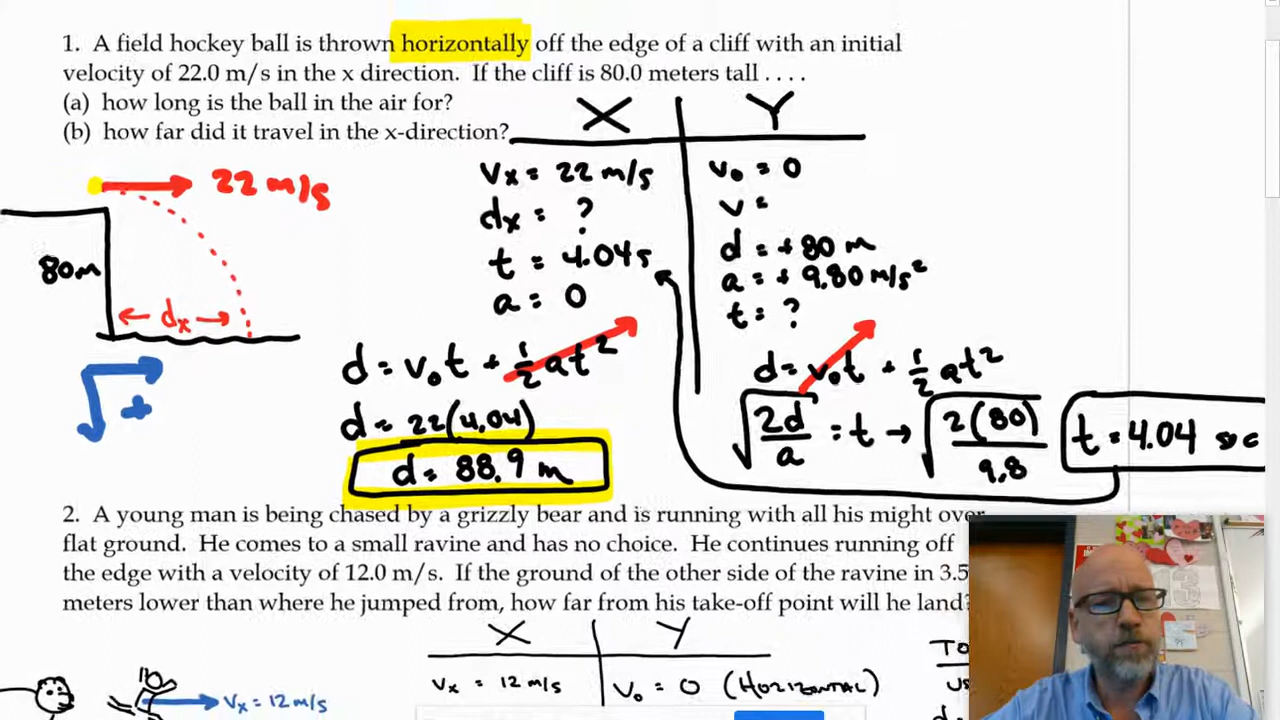 1. A field hockey ball is thrown horizontally off the edge of a cliff with an initial
velocity of 22.0 m/s in the x direction. If the cliff is 80.0 meters tall . . . .
(a) how long is the ball in the air for?
(b) how far did it travel in the x-direction?
X Y
22 m/s
80m
dx
+
Vx = 22 m/s
dx = ?
t = 4.04s
a = 0
d = v₀t + ½at²
d = 22(4.04)
d = 88.9 m
v₀ = 0
v =
d = +80 m
a = + 9.80 m/s²
t = ?
d = v₀t + ½at²
√2d/a = t → √2(80)/9.8
t = 4.04 sec
2. A young man is being chased by a grizzly bear and is running with all his might over
flat ground. He comes to a small ravine and has no choice. He continues running off
the edge with a velocity of 12.0 m/s. If the ground of the other side of the ravine in 3.5
meters lower than where he jumped from, how far from his take-off point will he land?
X Y
Vx = 12 m/s
Vx = 12 m/s
V₀ = 0 (HORIZONTAL)
13